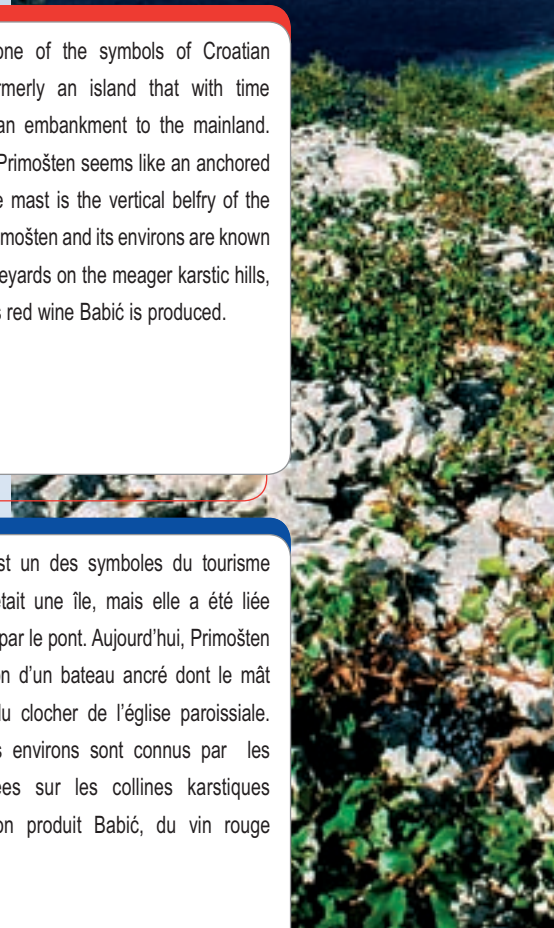 one of the symbols of Croatian
rmerly an island that with time
an embankment to the mainland.
Primošten seems like an anchored
e mast is the vertical belfry of the
imošten and its environs are known
eyards on the meager karstic hills,
s red wine Babić is produced.
st un des symboles du tourisme
tait une île, mais elle a été liée
par le pont. Aujourd’hui, Primošten
on d’un bateau ancré dont le mât
du clocher de l’église paroissiale.
s environs sont connus par les
ées sur les collines karstiques
on produit Babić, du vin rouge